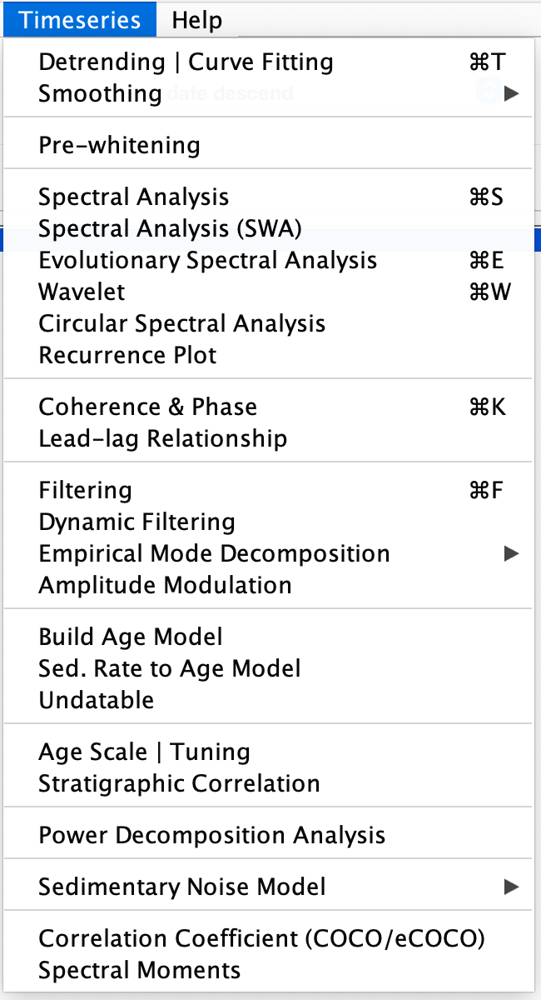 Timeseries Help
Detrending | Curve Fitting ⌘T
Smoothing date descend
Pre-whitening
Spectral Analysis ⌘S
Spectral Analysis (SWA)
Evolutionary Spectral Analysis ⌘E
Wavelet ⌘W
Circular Spectral Analysis
Recurrence Plot
Coherence & Phase ⌘K
Lead-lag Relationship
Filtering ⌘F
Dynamic Filtering
Empirical Mode Decomposition
Amplitude Modulation
Build Age Model
Sed. Rate to Age Model
Undatable
Age Scale | Tuning
Stratigraphic Correlation
Power Decomposition Analysis
Sedimentary Noise Model
Correlation Coefficient (COCO/eCOCO)
Spectral Moments